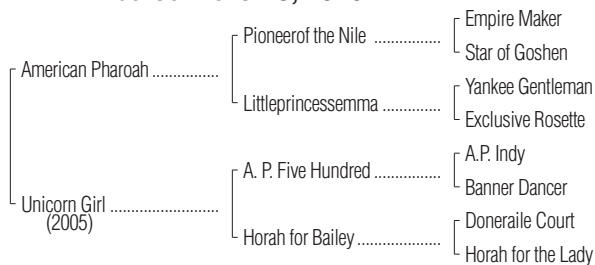 Empire Maker
Pioneerof the Nile ................
Star of Goshen
American Pharoah ...............
Yankee Gentleman
Littleprincessemma ..............
Exclusive Rosette
A.P. Indy
A. P. Five Hundred .................
Banner Dancer
Unicorn Girl ........................
(2005)
Doneraile Court
Horah for Bailey ...................
Horah for the Lady